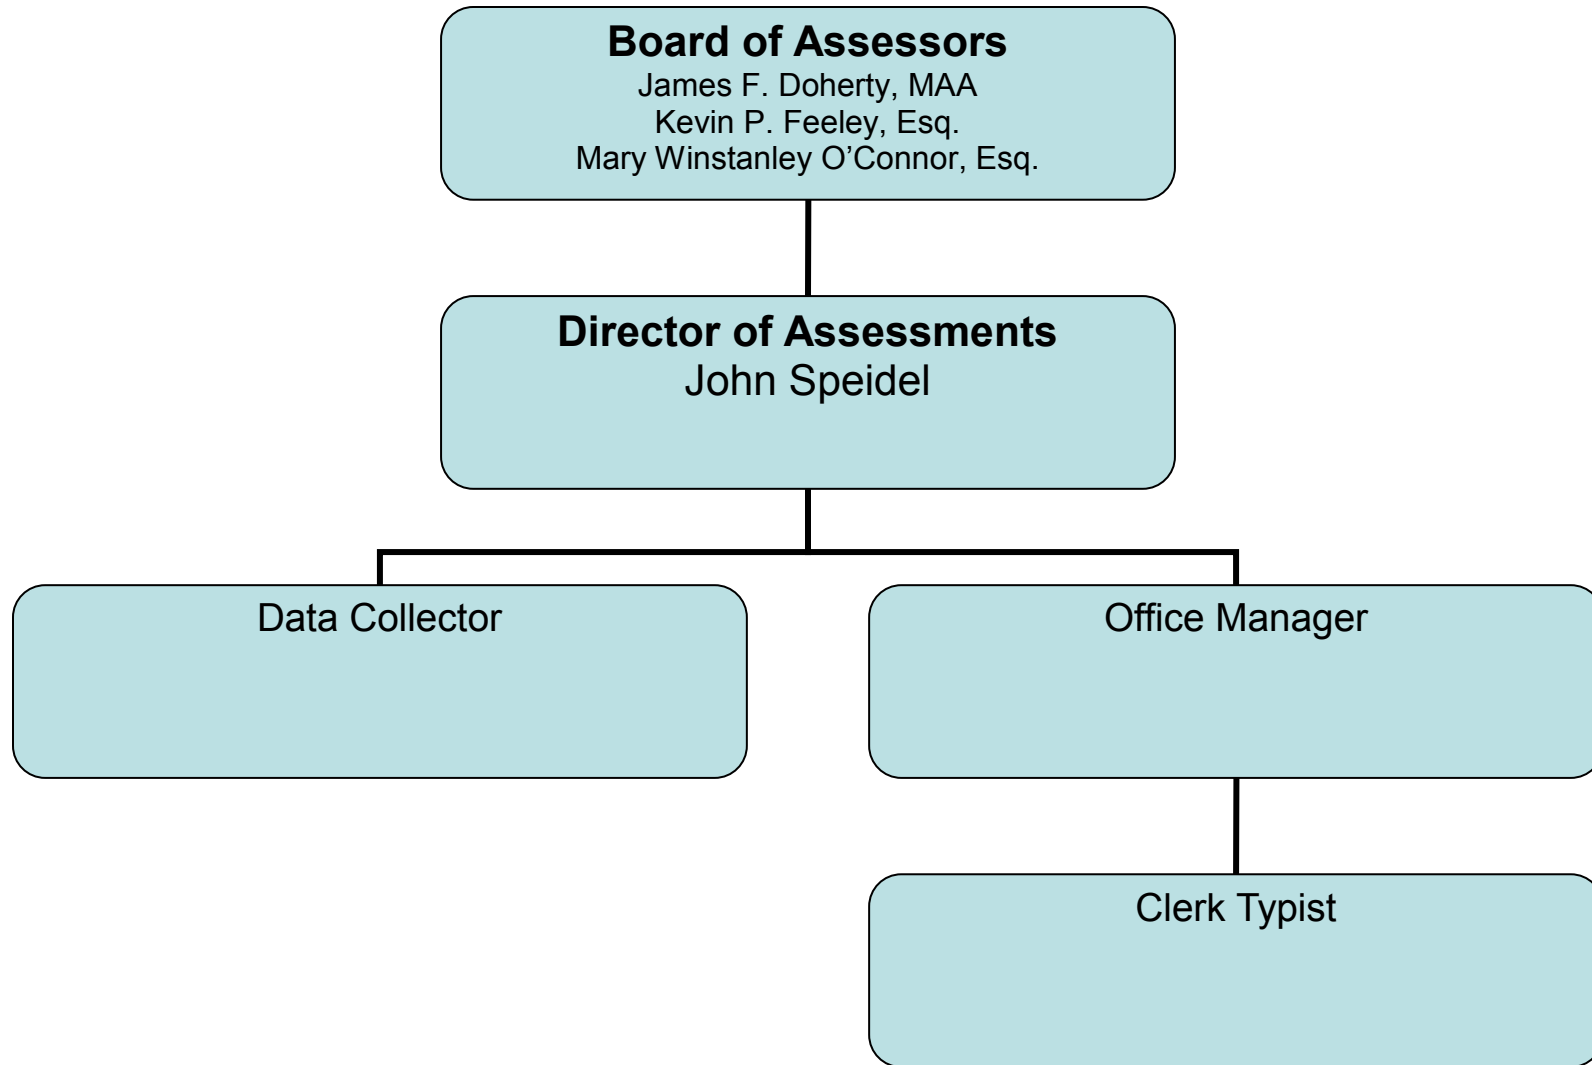 Board of Assessors
James F. Doherty, MAA
Kevin P. Feeley, Esq.
Mary Winstanley O’Connor, Esq.
Director of Assessments
John Speidel
Data Collector
Office Manager
Clerk Typist